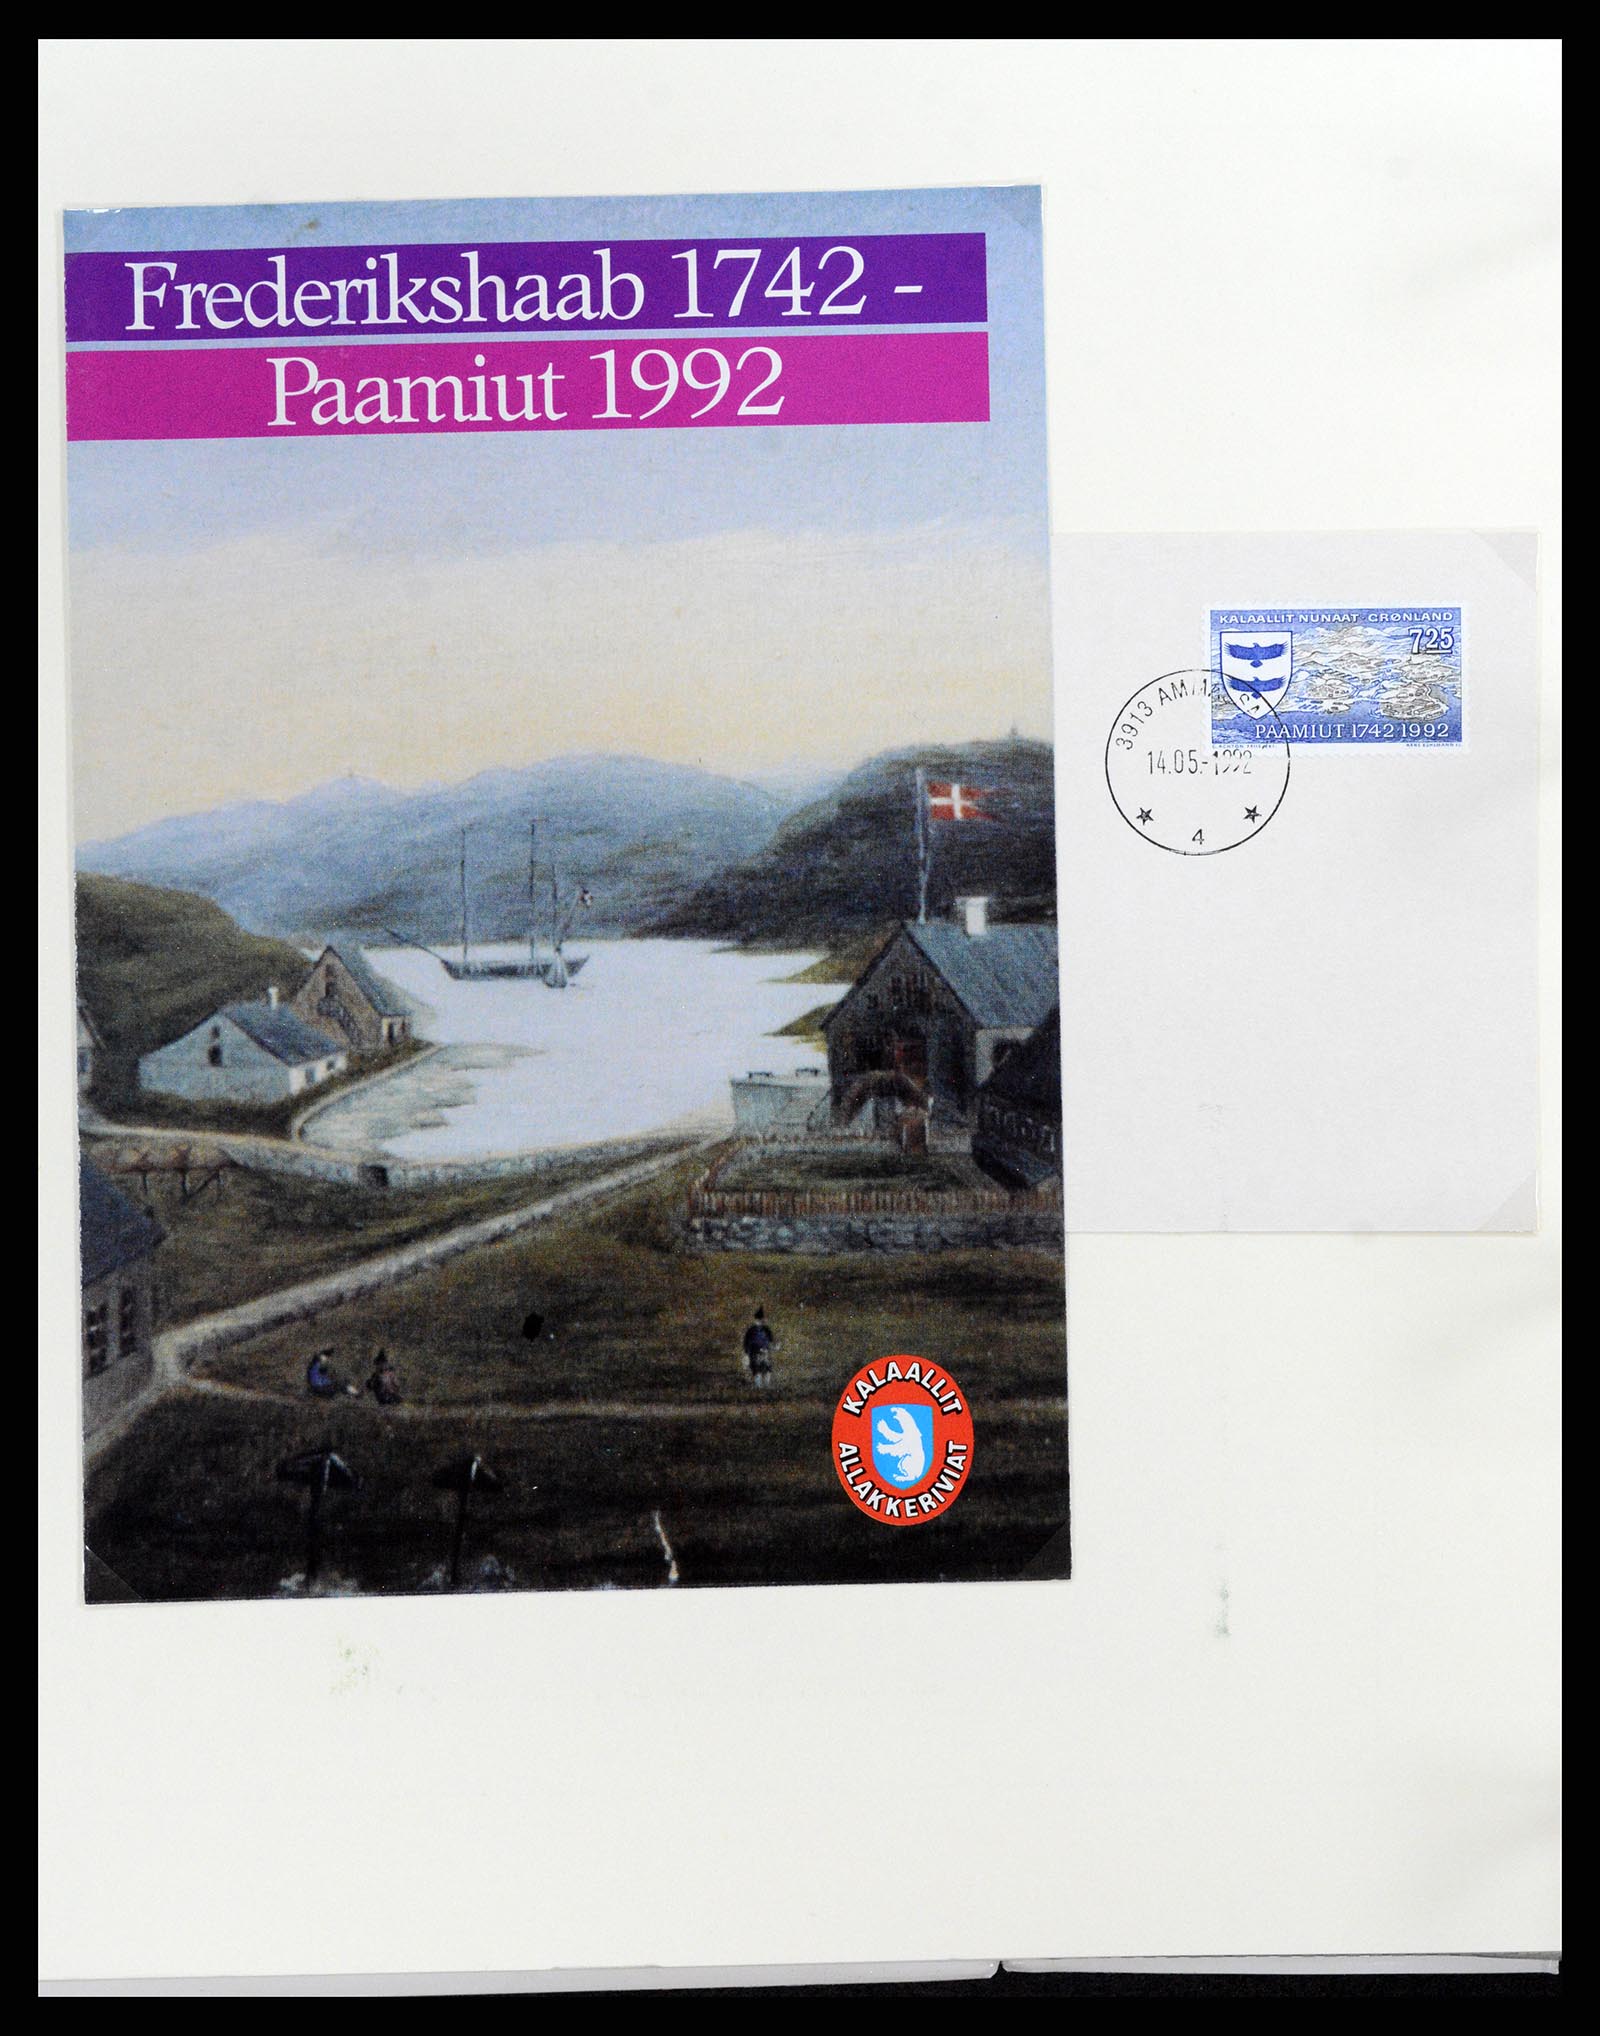 Frederikshaab 1742 -
Paamiut 1992
KALAALLIT NUNAAT · GRØNLAND
7.25
PAAMIUT 1742 1992
3913
14.05.-1992
4
KALAALLIT
ALLAKKERIVIAT